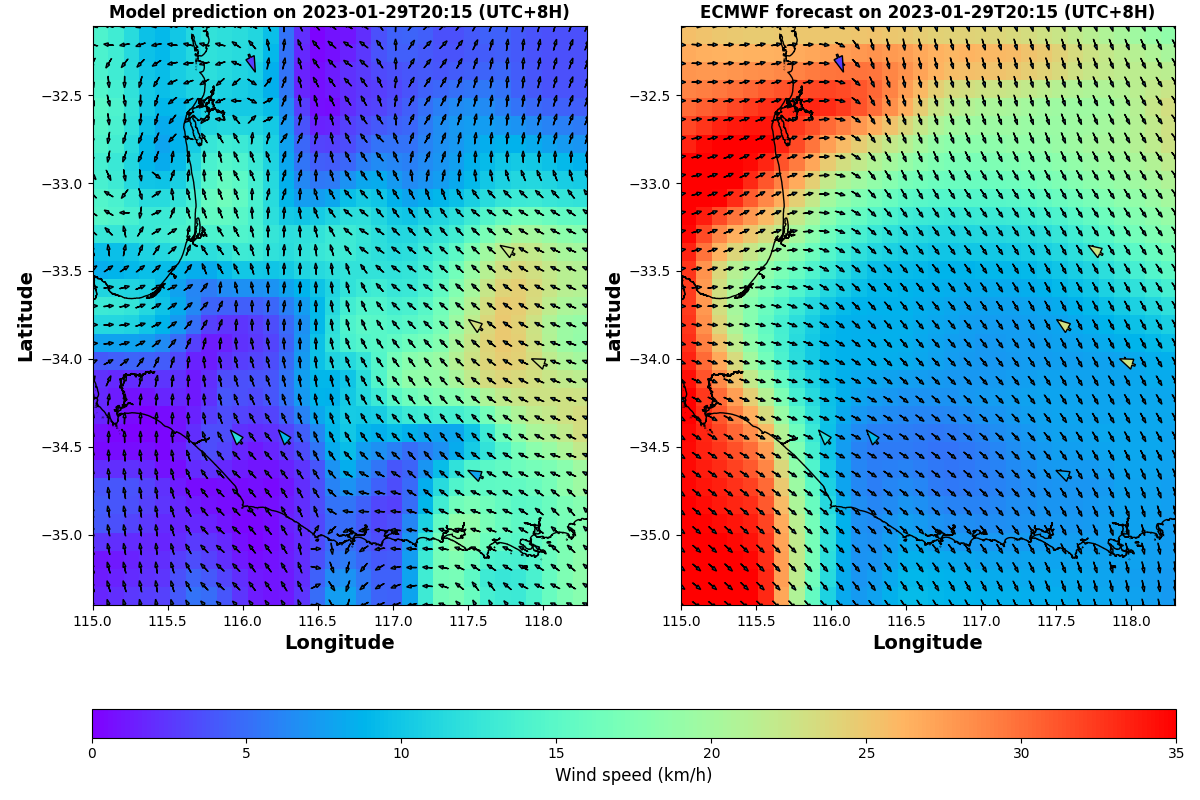 Model prediction on 2023-01-29T20:15 (UTC+8H)
ECMWF forecast on 2023-01-29T20:15 (UTC+8H)
Latitude
−32.5
−33.0
−33.5
−34.0
−34.5
−35.0
115.0 115.5 116.0 116.5 117.0 117.5 118.0
Longitude
Latitude
−32.5
−33.0
−33.5
−34.0
−34.5
−35.0
115.0 115.5 116.0 116.5 117.0 117.5 118.0
Longitude
0 5 10 15 20 25 30 35
Wind speed (km/h)